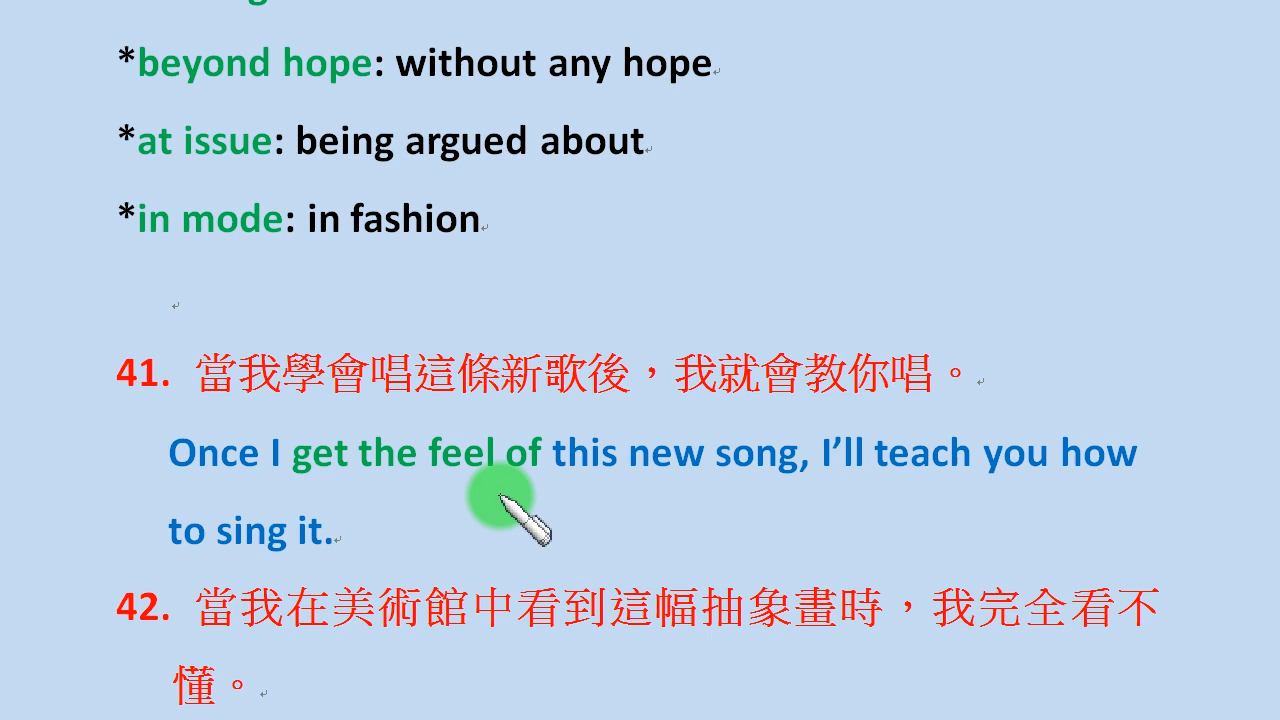 *beyond hope: without any hope
*at issue: being argued about
*in mode: in fashion
41. 當我學會唱這條新歌後，我就會教你唱。
Once I get the feel of this new song, I’ll teach you how
to sing it.
42. 當我在美術館中看到這幅抽象畫時，我完全看不
懂。